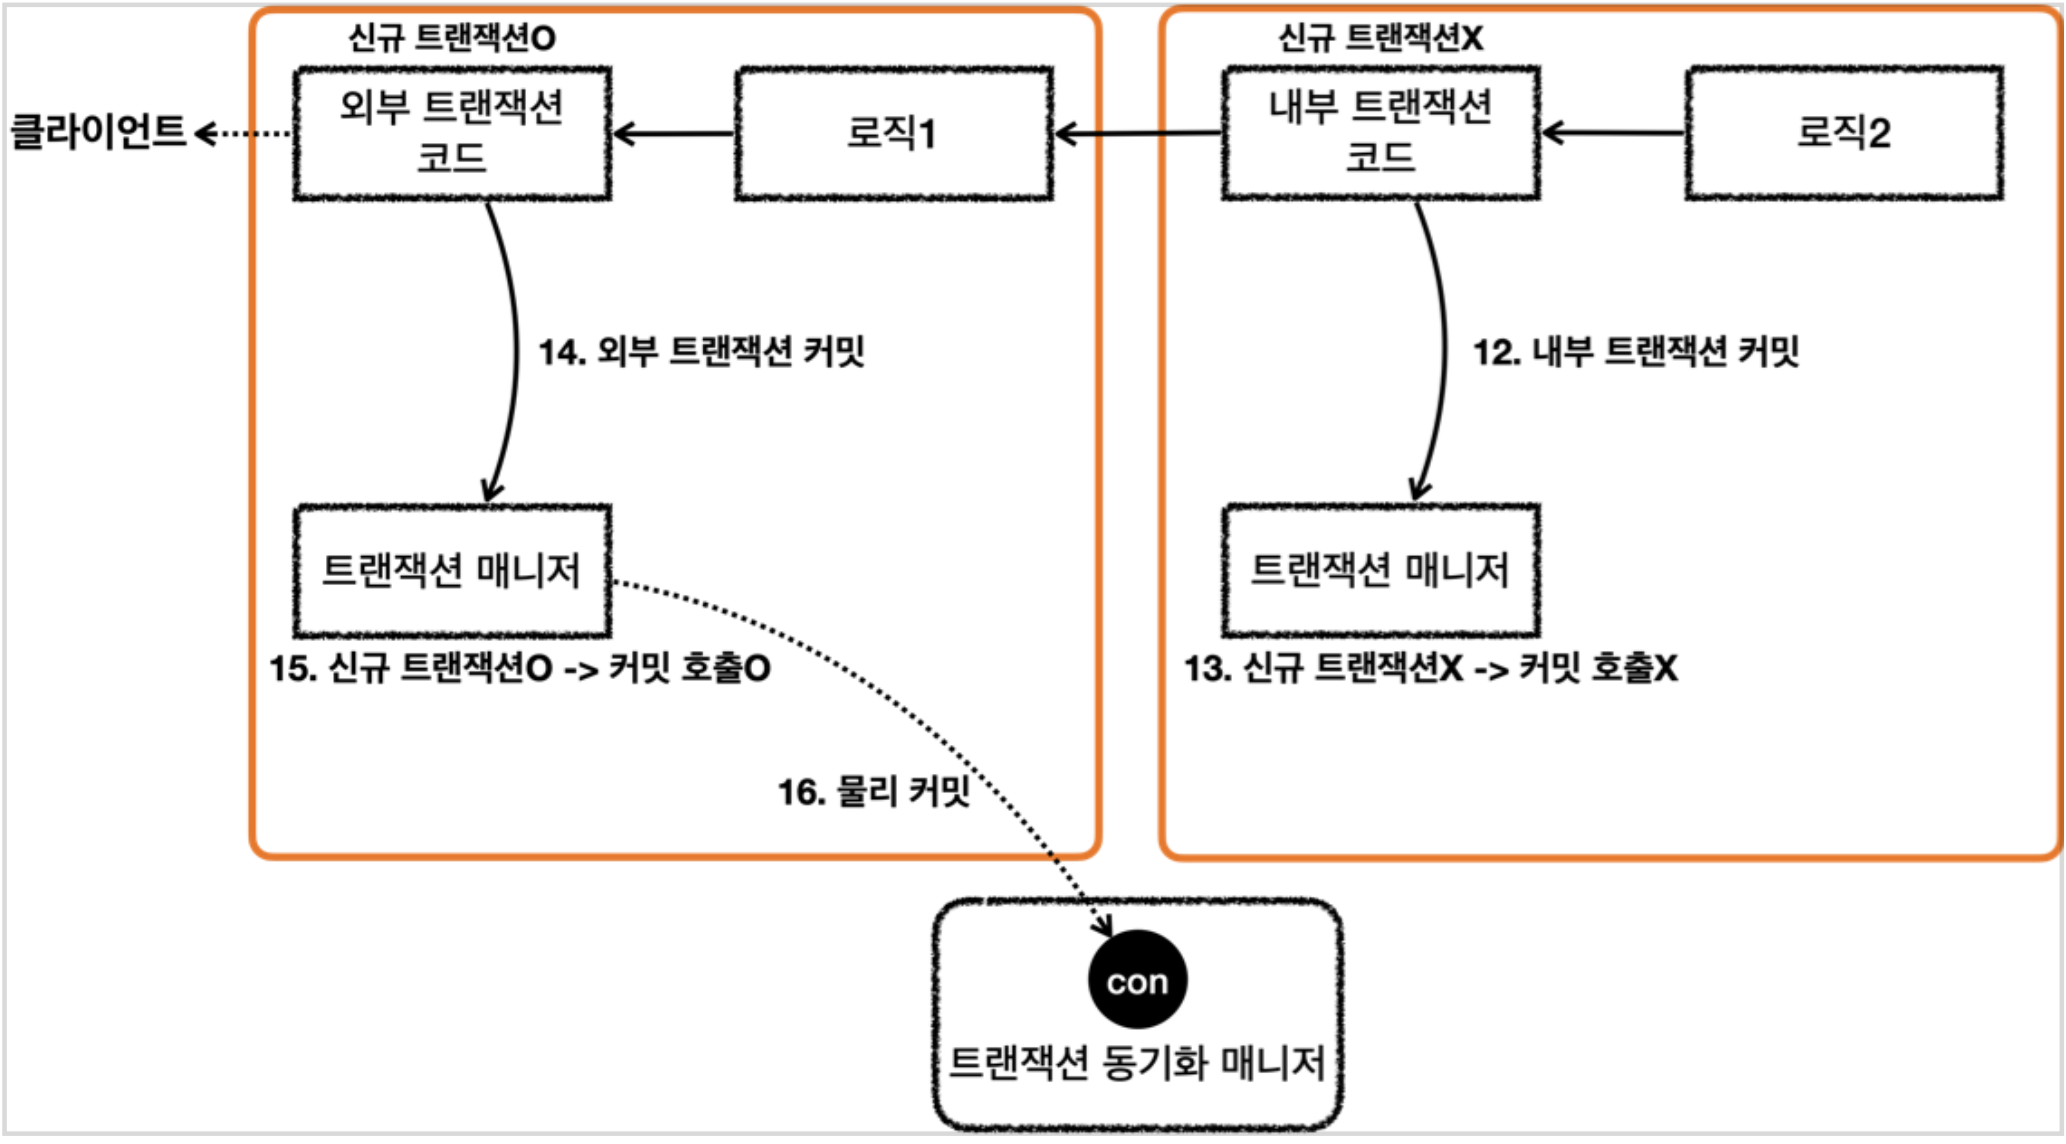 신규 트랜잭션O
신규 트랜잭션X
클라이언트
외부 트랜잭션
코드
로직1
내부 트랜잭션
코드
로직2
14. 외부 트랜잭션 커밋
12. 내부 트랜잭션 커밋
트랜잭션 매니저
트랜잭션 매니저
15. 신규 트랜잭션O -> 커밋 호출O
13. 신규 트랜잭션X -> 커밋 호출X
16. 물리 커밋
con
트랜잭션 동기화 매니저